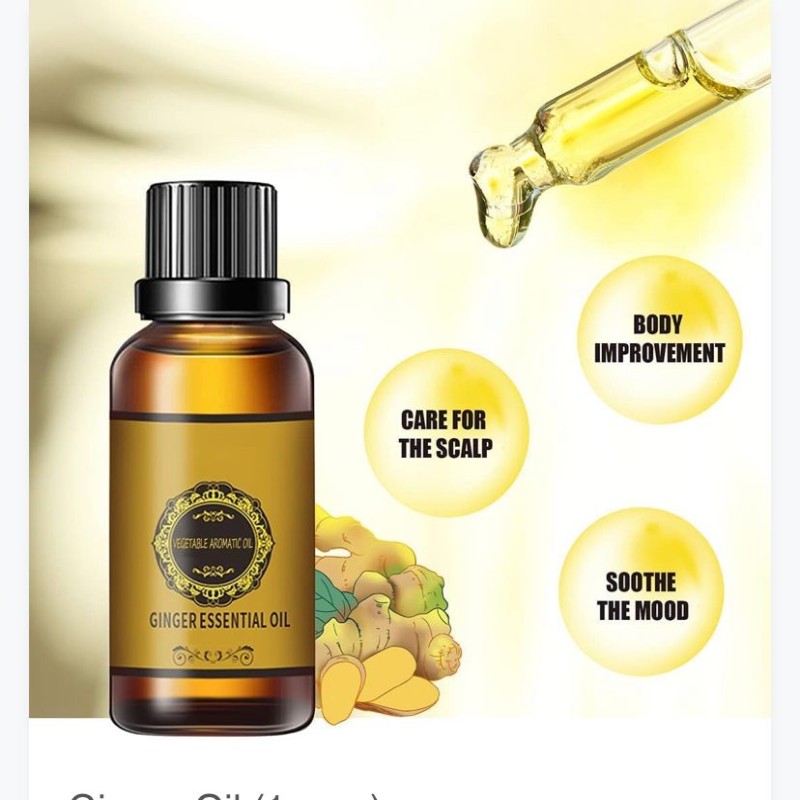 BODY
IMPROVEMENT
CARE FOR
THE SCALP
VEGETABLE AROMATIC OIL
GINGER ESSENTIAL OIL
SOOTHE
THE MOOD